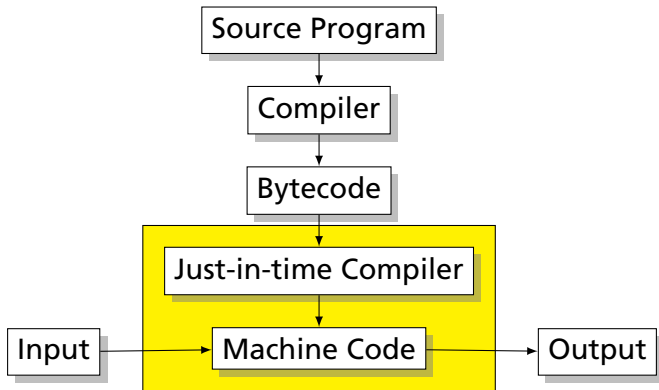 Source Program
Compiler
Bytecode
Just-in-time Compiler
Input
Machine Code
Output